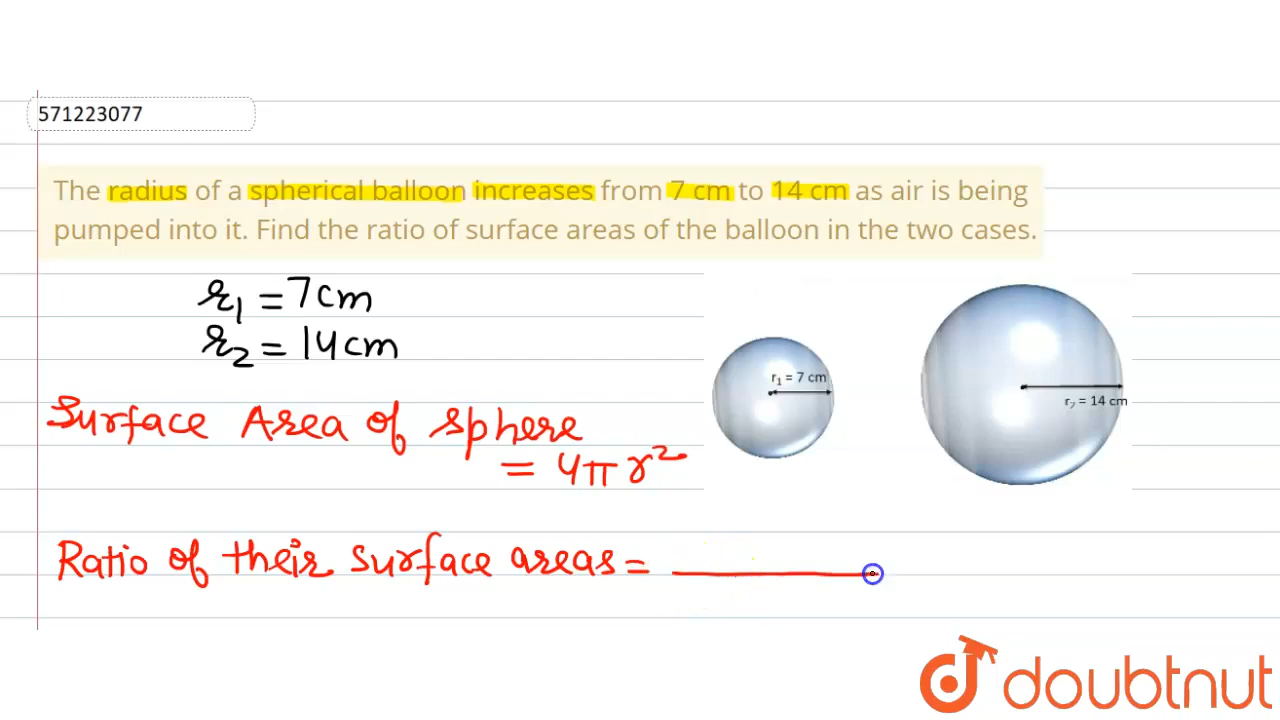 571223077
The radius of a spherical balloon increases from 7 cm to 14 cm as air is being
pumped into it. Find the ratio of surface areas of the balloon in the two cases.
r₁ = 7cm
r₂ = 14cm
r₁ = 7 cm
r₂ = 14 cm
Surface Area of sphere
= 4πr²
Ratio of their surface areas =
doubtnut